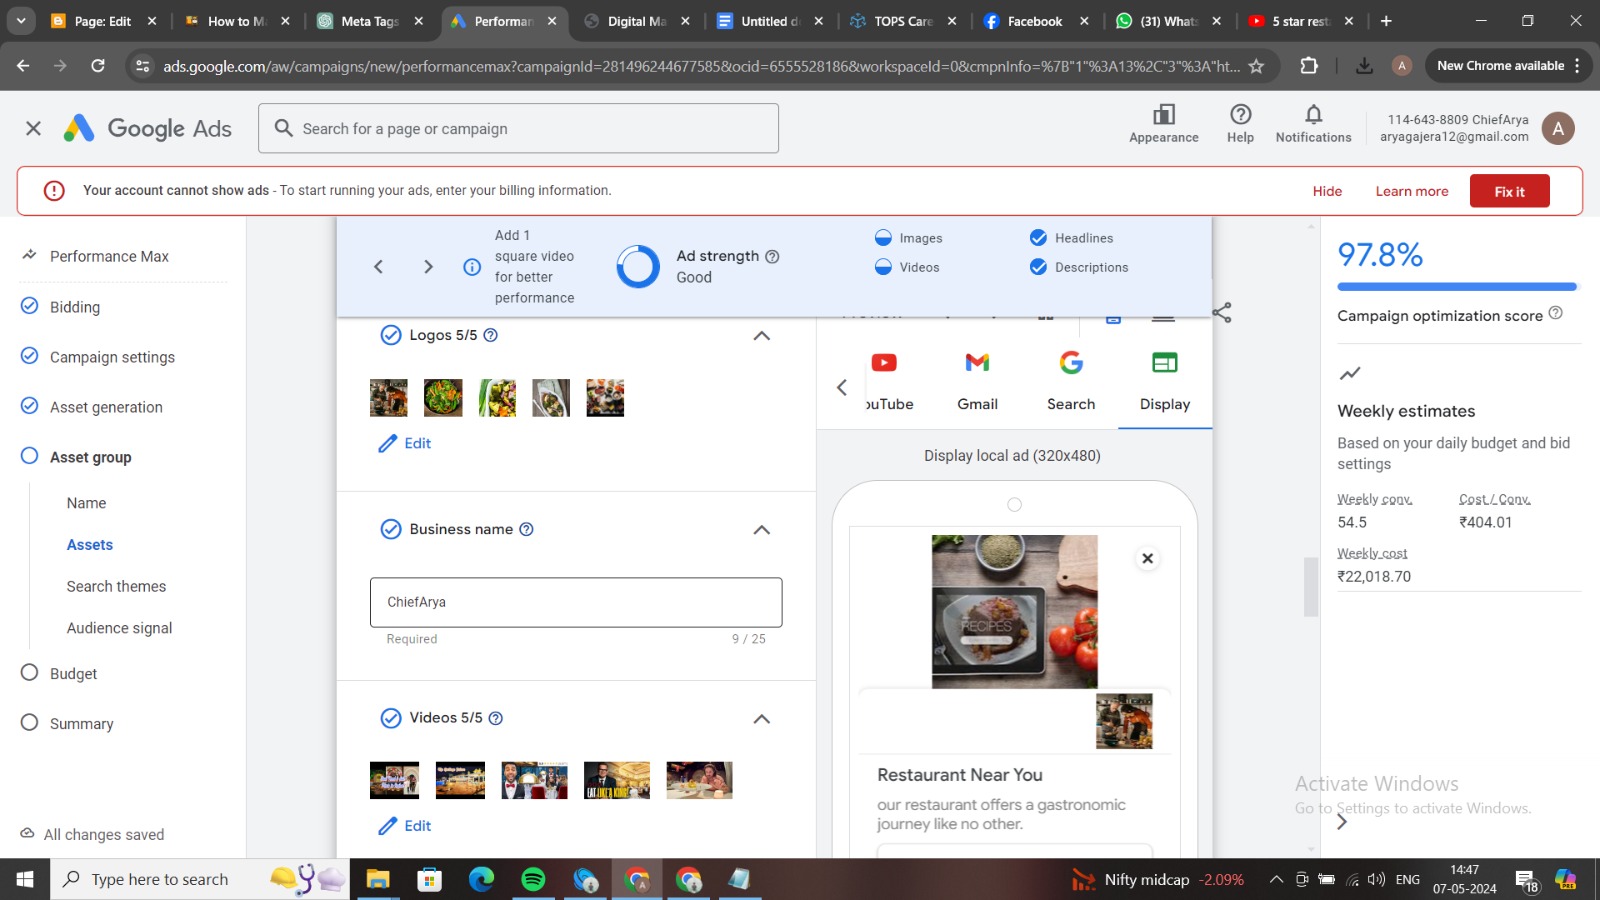 Page: Edit
How to Ma
Meta Tags
Performan
Digital Ma
Untitled d
TOPS Care
Facebook
(31) Whats
5 star rest
ads.google.com/aw/campaigns/new/performancemax?campaignId=281496244677585&ocid=6555528186&workspaceId=0&cmpnInfo=%7B"1"%3A13%2C"3"%3A"ht...
A
New Chrome available
Google Ads
Search for a page or campaign
Appearance
Help
Notifications
114-643-8809 ChiefArya
aryagajera12@gmail.com
A
Your account cannot show ads - To start running your ads, enter your billing information.
Hide
Learn more
Fix it
Performance Max
Bidding
Campaign settings
Asset generation
Asset group
Name
Assets
Search themes
Audience signal
Budget
Summary
All changes saved
Add 1
square video
for better
performance
Ad strength
Good
Images
Videos
Headlines
Descriptions
Logos 5/5
Edit
Business name
ChiefArya
Required
9 / 25
Videos 5/5
EAT LIKE A KING!
Edit
ouTube
Gmail
Search
Display
Display local ad (320x480)
RECIPES
Restaurant Near You
our restaurant offers a gastronomic
journey like no other.
97.8%
Campaign optimization score
Weekly estimates
Based on your daily budget and bid
settings
Weekly conv.
Cost / Conv.
54.5
₹404.01
Weekly cost
₹22,018.70
Activate Windows
Go to Settings to activate Windows.
Type here to search
Nifty midcap -2.09%
ENG
14:47
07-05-2024
18
PRE